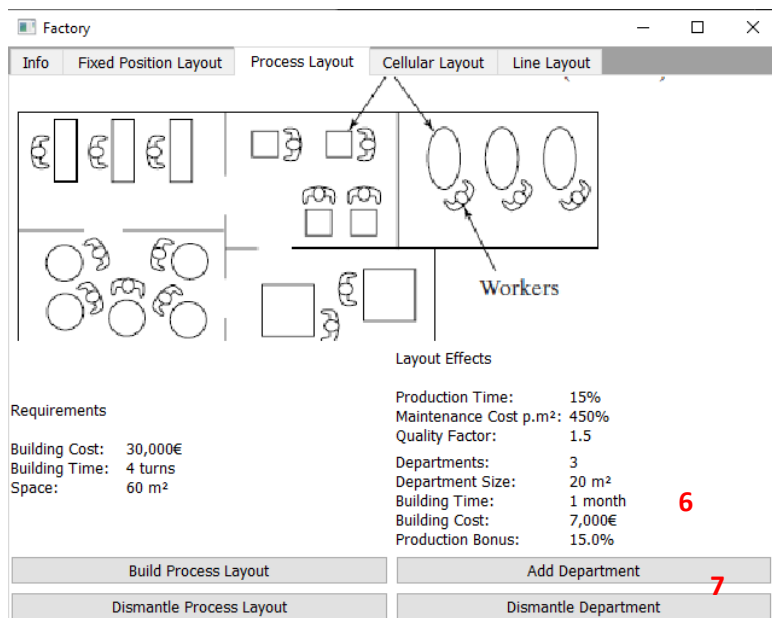 Factory
Info Fixed Position Layout Process Layout Cellular Layout Line Layout
Workers
Layout Effects
Production Time: 15%
Maintenance Cost p.m²: 450%
Quality Factor: 1.5
Requirements
Building Cost: 30,000€
Building Time: 4 turns
Space: 60 m²
Departments: 3
Department Size: 20 m²
Building Time: 1 month
Building Cost: 7,000€
Production Bonus: 15.0%
6
Build Process Layout Add Department
7
Dismantle Process Layout Dismantle Department